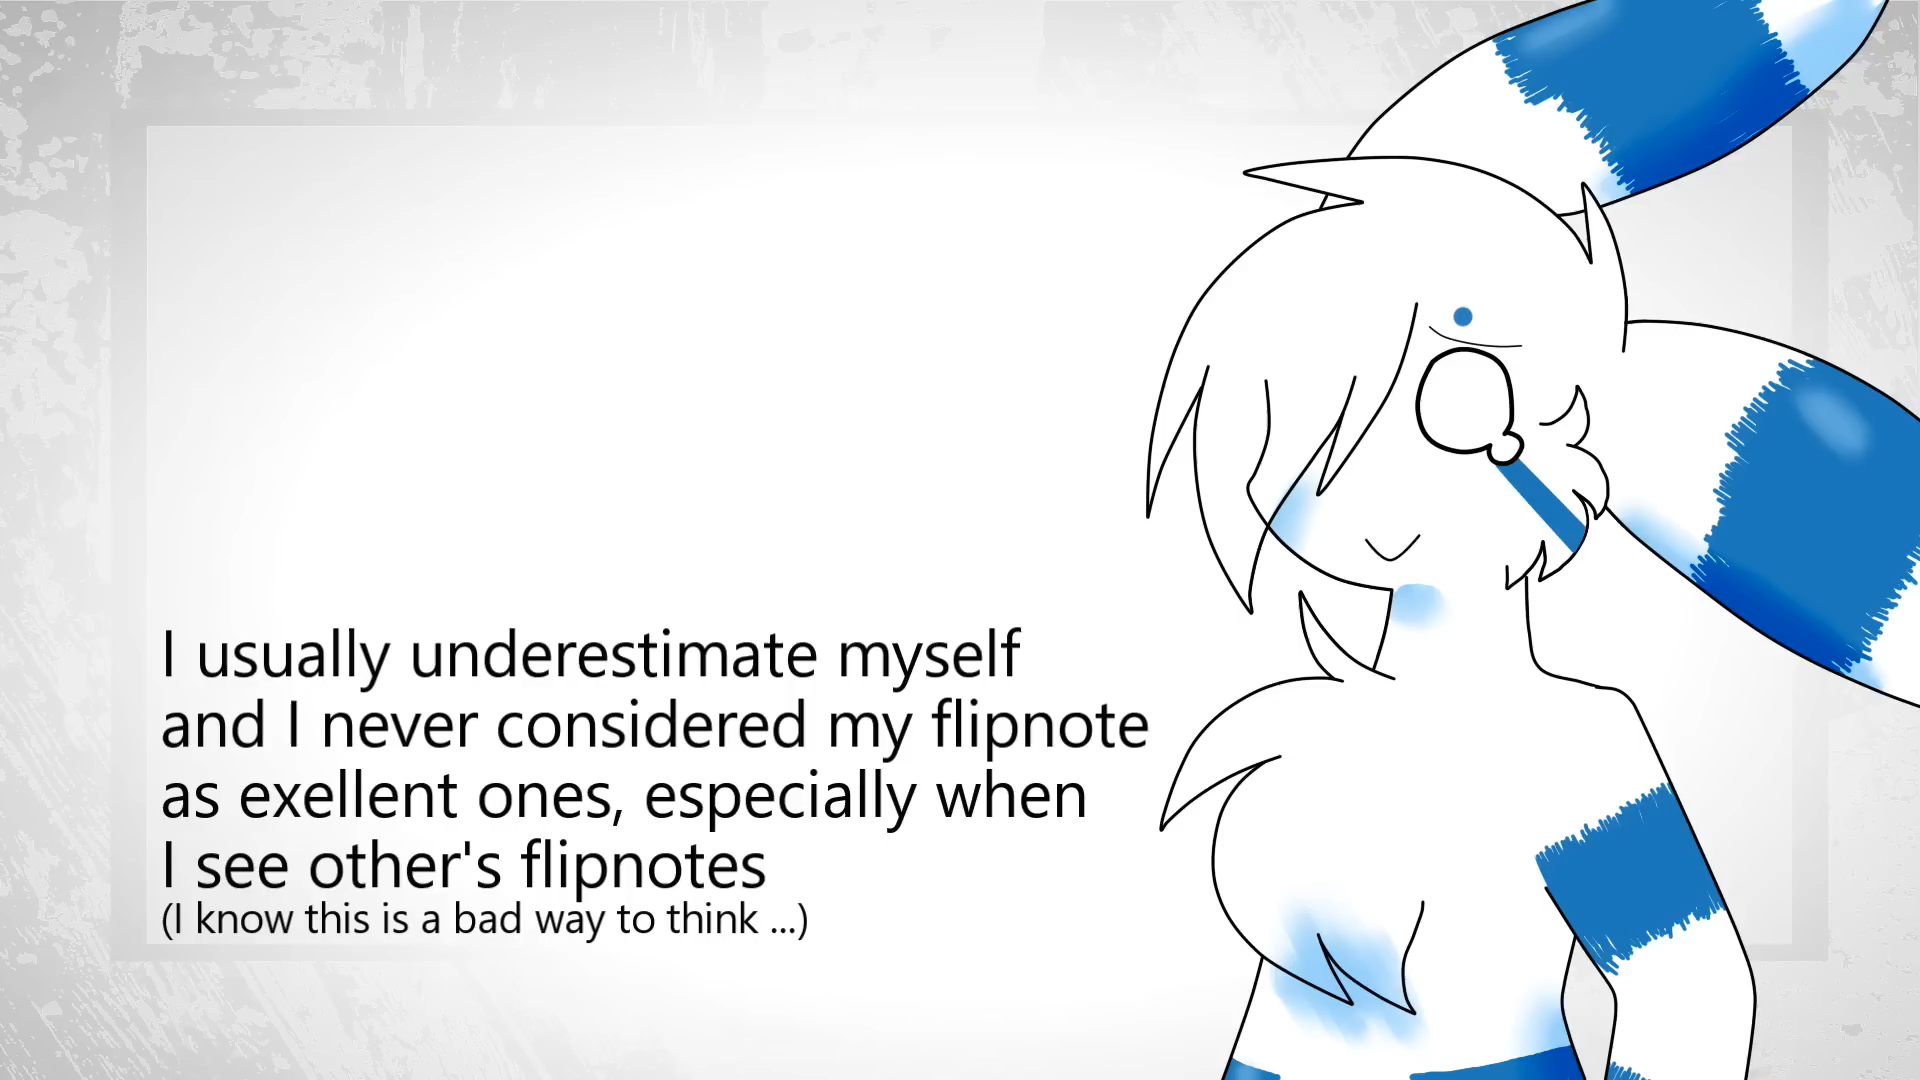 I usually underestimate myself
and I never considered my flipnote
as exellent ones, especially when
I see other's flipnotes
(I know this is a bad way to think ...)